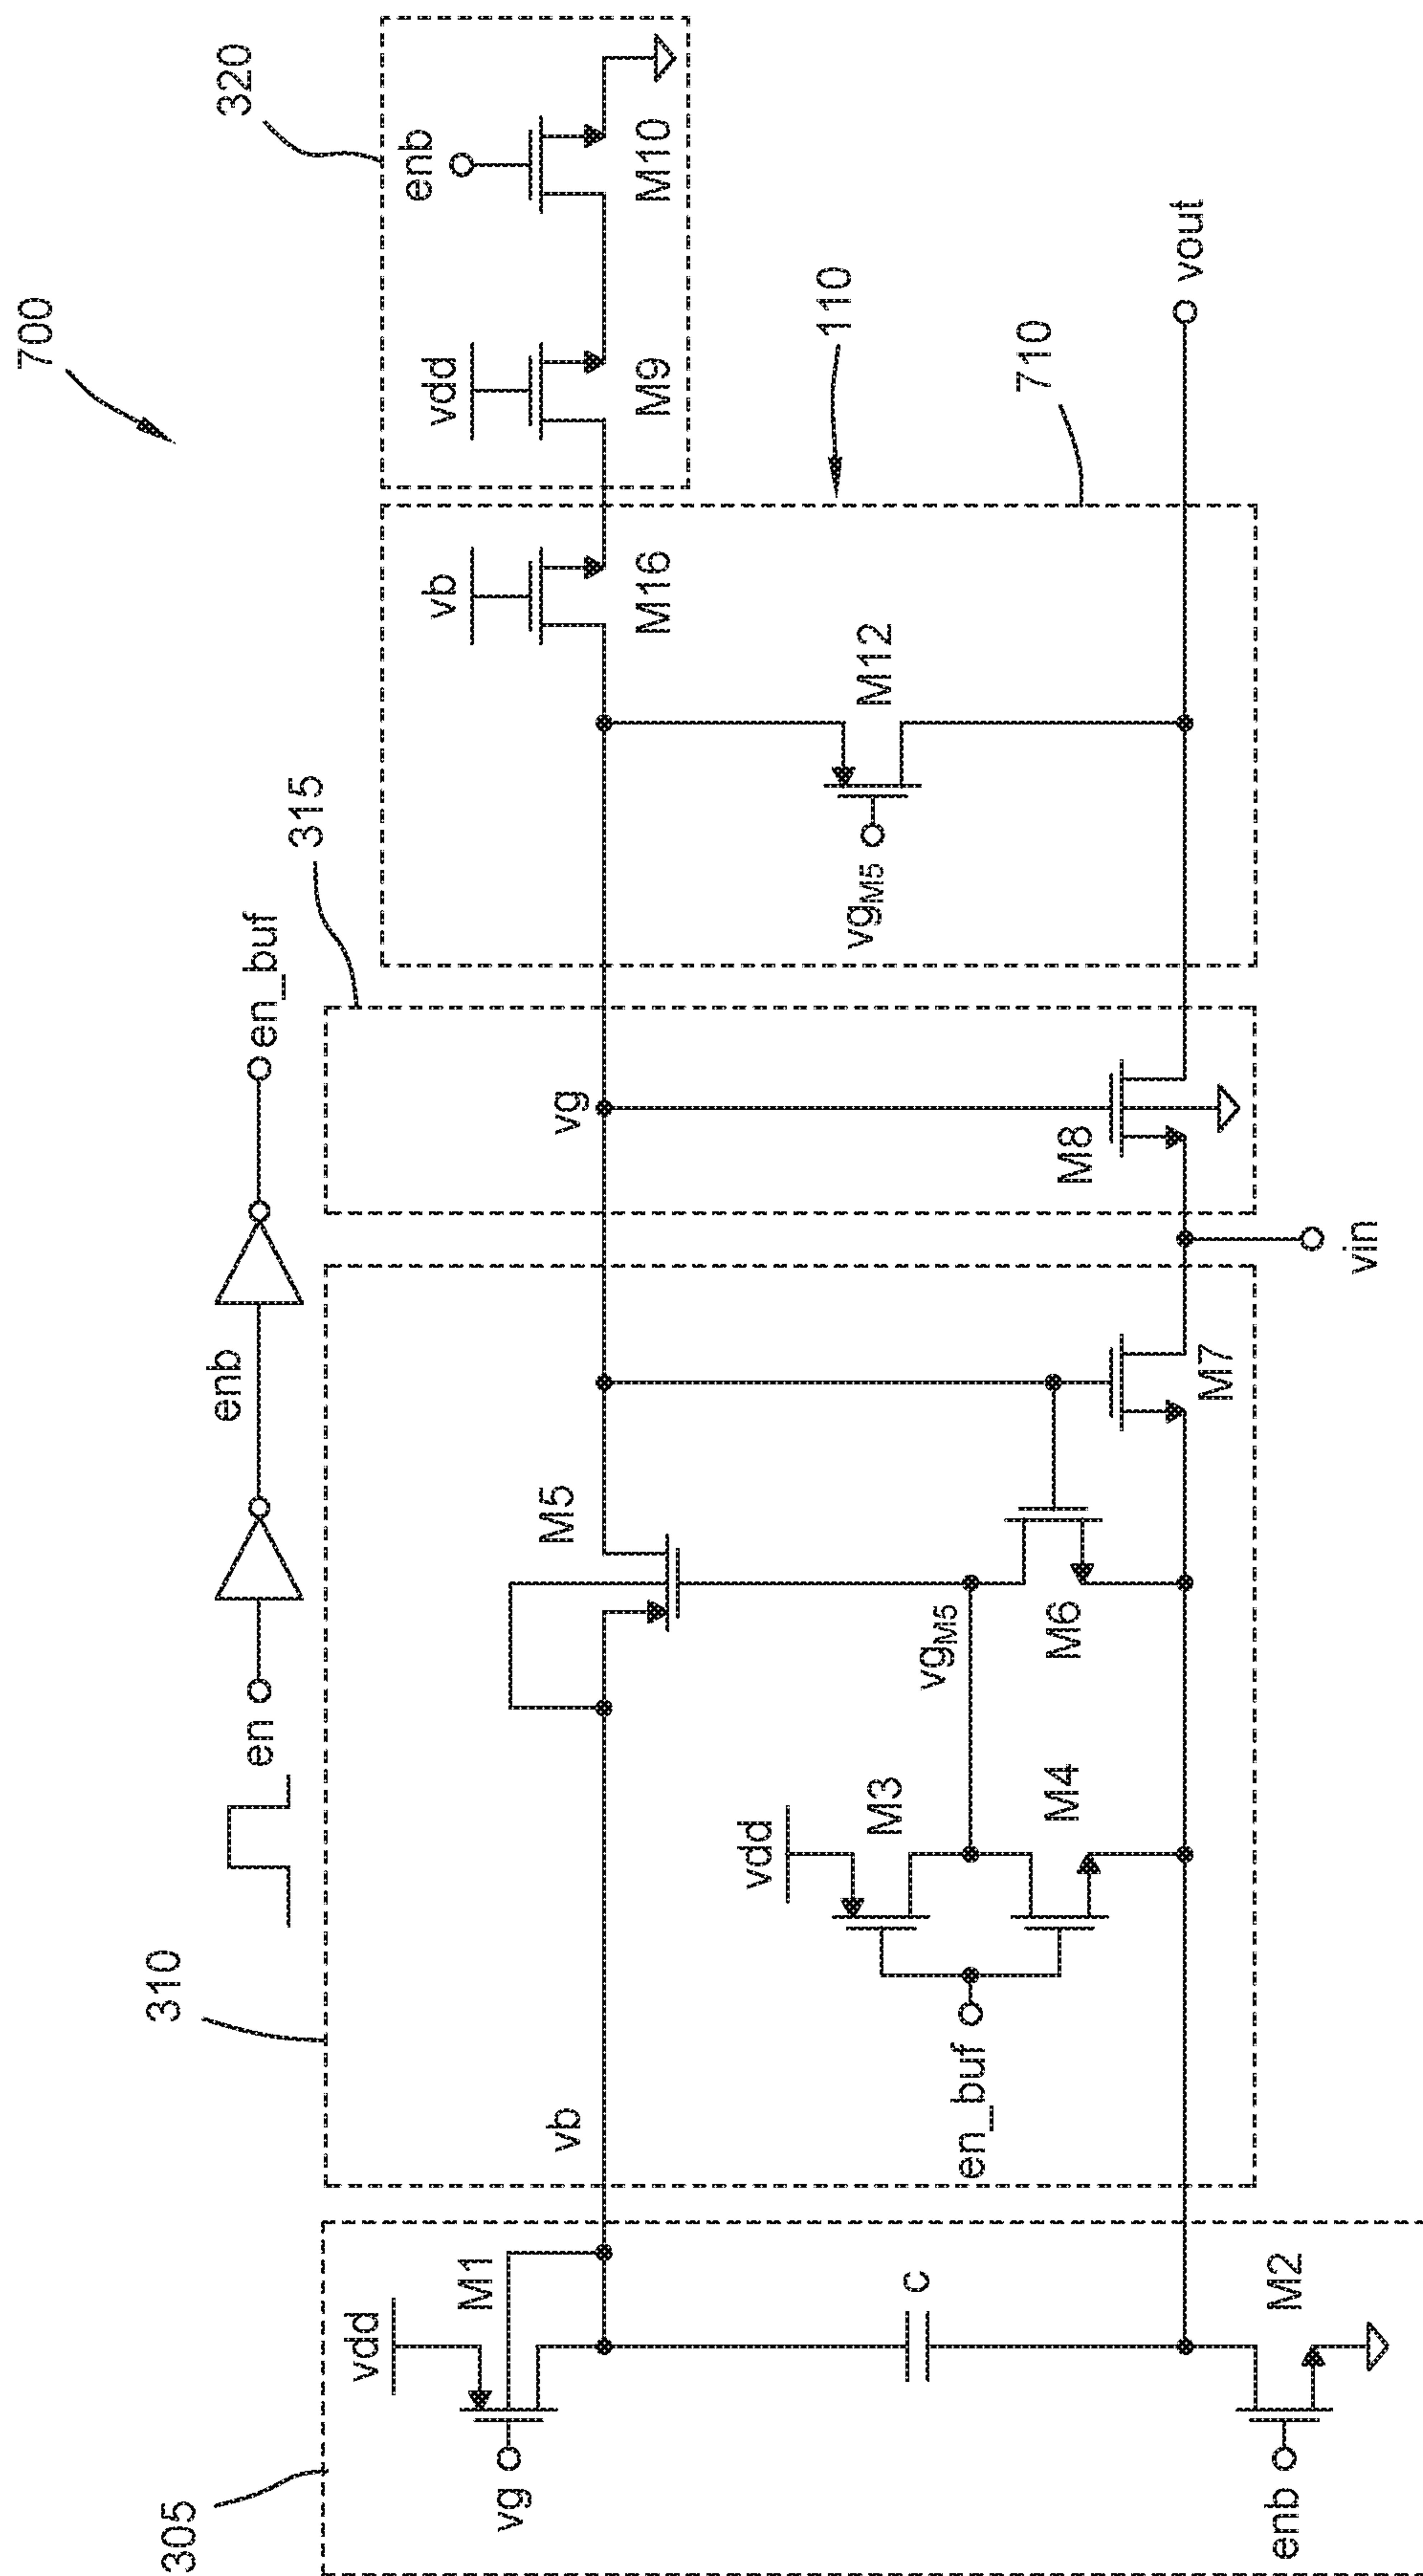 700
310
en
enb
en_buf
315
320
305
vdd
M1
vg
vb
M5
vg
vb
M16
vdd
M9
enb
M10
vdd
M3
en_buf
M4
vgM5
M6
M7
M8
vgM5
M12
110
710
c
enb
M2
vin
vout